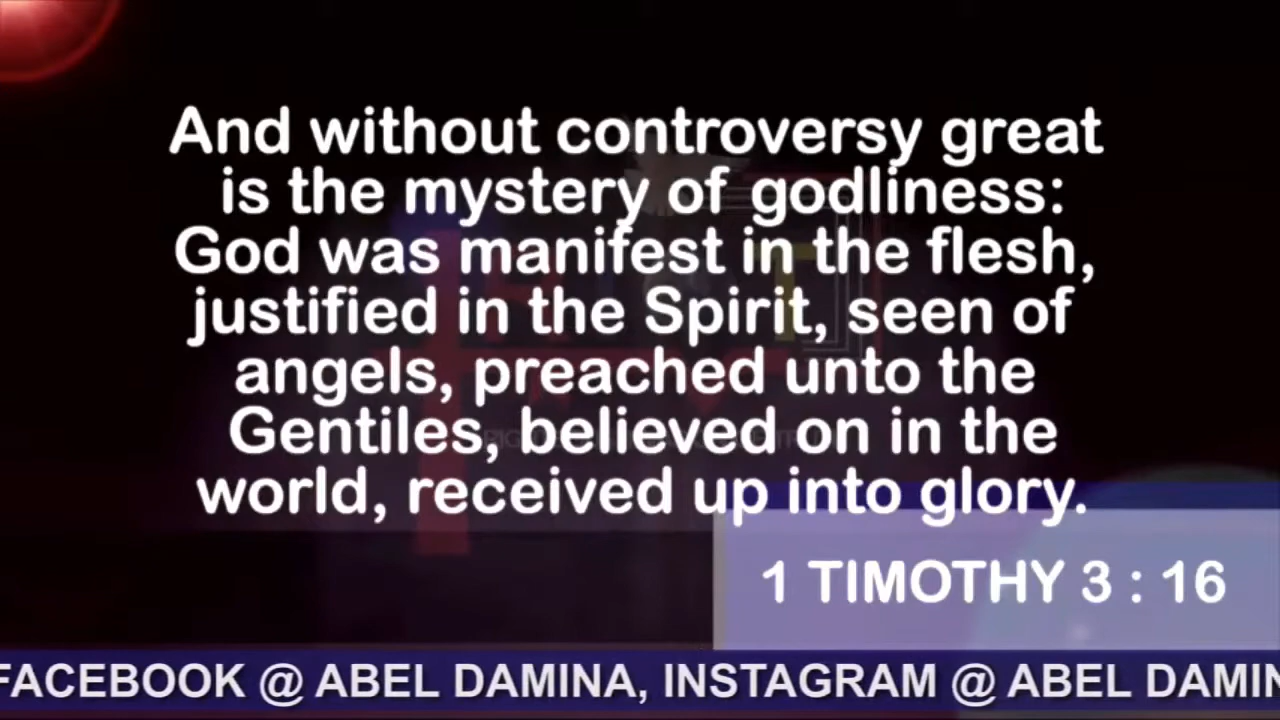 And without controversy great
is the mystery of godliness:
God was manifest in the flesh,
justified in the Spirit, seen of
angels, preached unto the
Gentiles, believed on in the
world, received up into glory.
1 TIMOTHY 3 : 16
FACEBOOK @ ABEL DAMINA, INSTAGRAM @ ABEL DAMIN